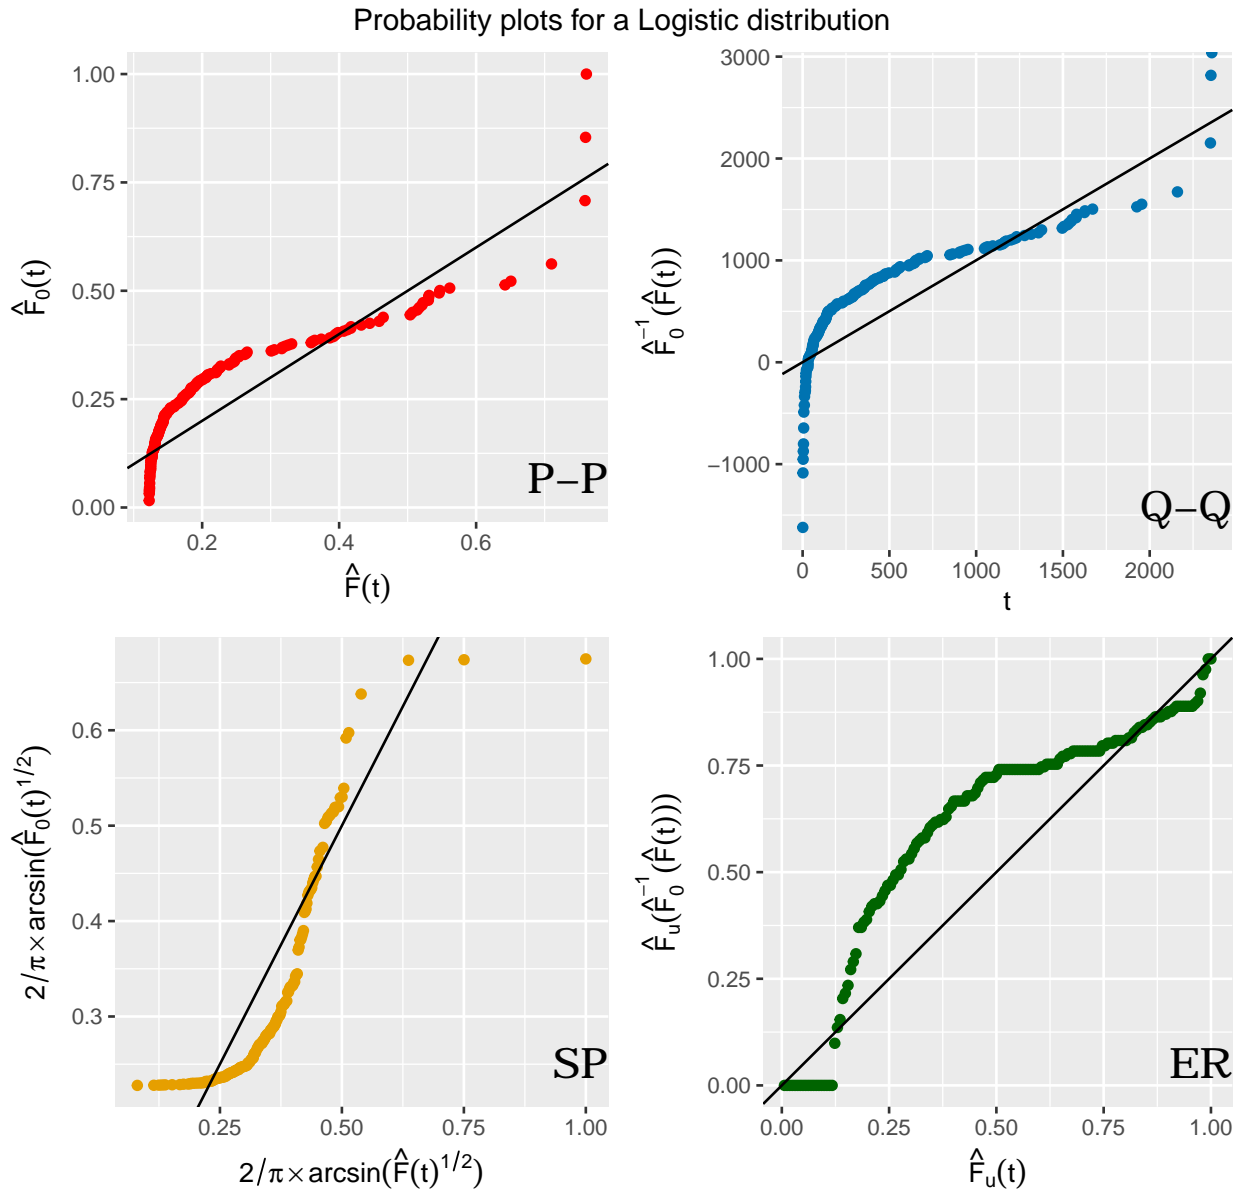 Probability plots for a Logistic distribution
1.00
0.75
0.50
0.25
0.00
F̂₀(t)
0.2 0.4 0.6
F̂(t)
P−P
3000
2000
1000
0
−1000
F̂₀⁻¹(F̂(t))
0 500 1000 1500 2000
t
Q−Q
0.6
0.5
0.4
0.3
2/π×arcsin(F̂₀(t)^1/2)
0.25 0.50 0.75 1.00
2/π×arcsin(F̂(t)^1/2)
SP
1.00
0.75
0.50
0.25
0.00
F̂ᵤ(F̂₀⁻¹(F̂(t)))
0.00 0.25 0.50 0.75 1.00
F̂ᵤ(t)
ER